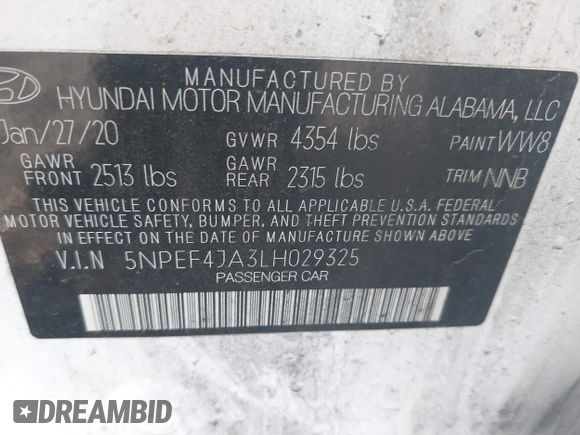 MANUFACTURED BY
HYUNDAI MOTOR MANUFACTURING ALABAMA, LLC
Jan/27/20 GVWR 4354 lbs PAINT WW8
GAWR FRONT 2513 lbs GAWR REAR 2315 lbs TRIM NNB
THIS VEHICLE CONFORMS TO ALL APPLICABLE U.S.A. FEDERAL
MOTOR VEHICLE SAFETY, BUMPER, AND THEFT PREVENTION STANDARDS
IN EFFECT ON THE DATE OF MANUFACTURE SHOWN ABOVE
V.I.N 5NPEF4JA3LH029325
PASSENGER CAR
DREAMBID